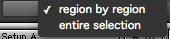 region by region
entire selection
Setup A